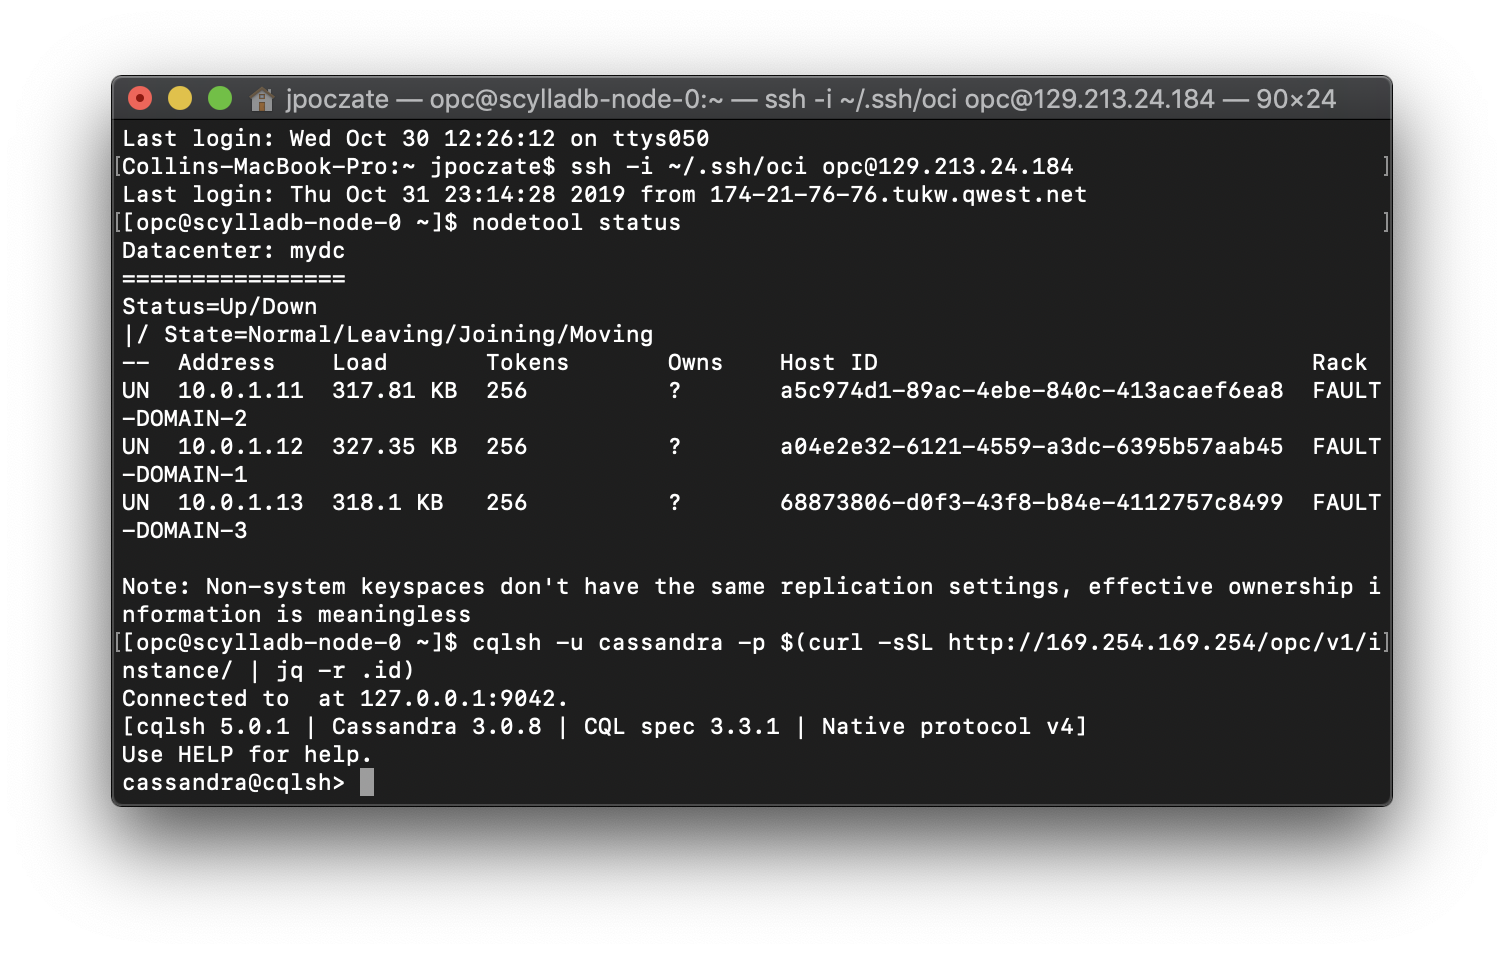 jpoczate — opc@scylladb-node-0:~ — ssh -i ~/.ssh/oci opc@129.213.24.184 — 90×24
Last login: Wed Oct 30 12:26:12 on ttys050
[Collins-MacBook-Pro:~ jpoczate$ ssh -i ~/.ssh/oci opc@129.213.24.184 ]
Last login: Thu Oct 31 23:14:28 2019 from 174-21-76-76.tukw.qwest.net
[[opc@scylladb-node-0 ~]$ nodetool status ]
Datacenter: mydc
================
Status=Up/Down
|/ State=Normal/Leaving/Joining/Moving
--  Address    Load       Tokens       Owns    Host ID                               Rack
UN  10.0.1.11  317.81 KB  256          ?       a5c974d1-89ac-4ebe-840c-413acaef6ea8  FAULT
-DOMAIN-2
UN  10.0.1.12  327.35 KB  256          ?       a04e2e32-6121-4559-a3dc-6395b57aab45  FAULT
-DOMAIN-1
UN  10.0.1.13  318.1 KB   256          ?       68873806-d0f3-43f8-b84e-4112757c8499  FAULT
-DOMAIN-3
Note: Non-system keyspaces don't have the same replication settings, effective ownership i
nformation is meaningless
[[opc@scylladb-node-0 ~]$ cqlsh -u cassandra -p $(curl -sSL http://169.254.169.254/opc/v1/i]
nstance/ | jq -r .id)
Connected to  at 127.0.0.1:9042.
[cqlsh 5.0.1 | Cassandra 3.0.8 | CQL spec 3.3.1 | Native protocol v4]
Use HELP for help.
cassandra@cqlsh>